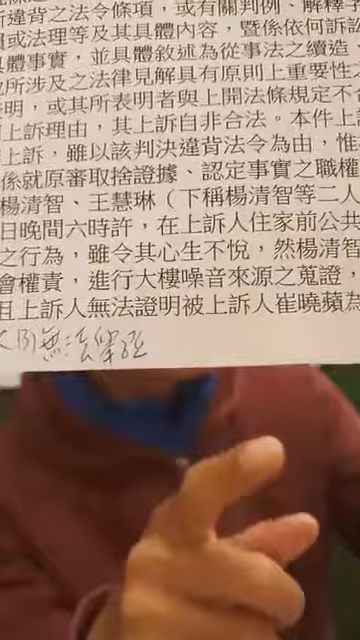 違背之法令條項，或有關判例、解釋字
或法理等及其具體內容，暨係依何訴訟
體事實，並具體敘述為從事法之續造、
所涉及之法律見解具有原則上重要性之
明，或其所表明者與上開法條規定不合
上訴理由，其上訴自非合法。本件上訴
上訴，雖以該判決違背法令為由，惟
係就原審取捨證據、認定事實之職權
楊清智、王慧琳（下稱楊清智等二人
日晚間六時許，在上訴人住家前公共
之行為，雖令其心生不悅，然楊清智
會權責，進行大樓噪音來源之蒐證，
且上訴人無法證明被上訴人崔曉蘋為
無法舉證